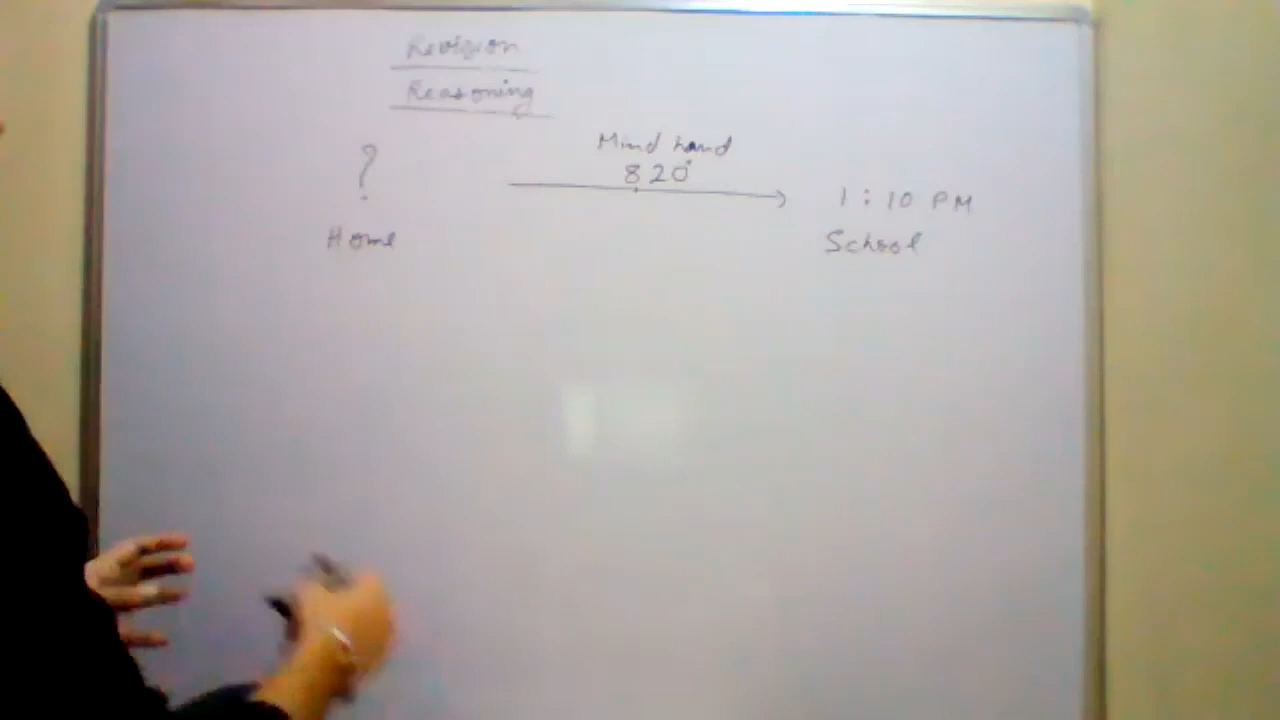 Revision
Reasoning
Mind hand
?
820°
1:10 PM
Home
School